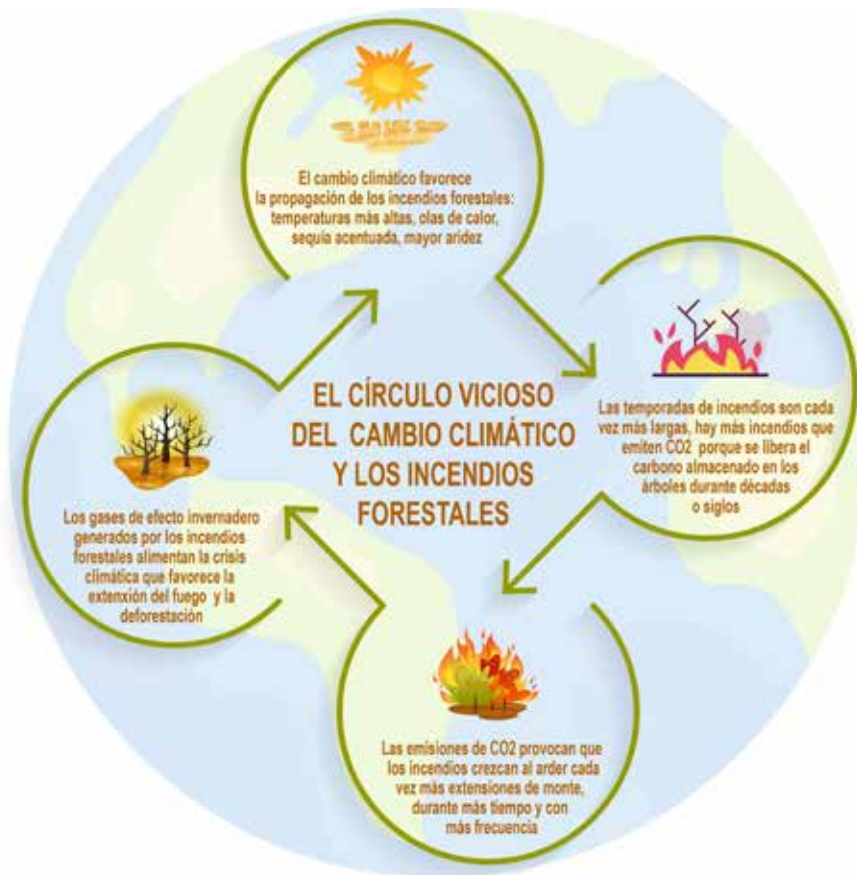 El cambio climático favorece
la propagación de los incendios forestales:
temperaturas más altas, olas de calor,
sequía acentuada, mayor aridez
Las temporadas de incendios son cada
vez más largas, hay más incendios que
emiten CO2 porque se libera el
carbono almacenado en los
árboles durante décadas
o siglos
EL CÍRCULO VICIOSO
DEL CAMBIO CLIMÁTICO
Y LOS INCENDIOS
FORESTALES
Los gases de efecto invernadero
generados por los incendios
forestales alimentan la crisis
climática que favorece la
extenxión del fuego y la
deforestación
Las emisiones de CO2 provocan que
los incendios crezcan al arder cada
vez más extensiones de monte,
durante más tiempo y con
más frecuencia